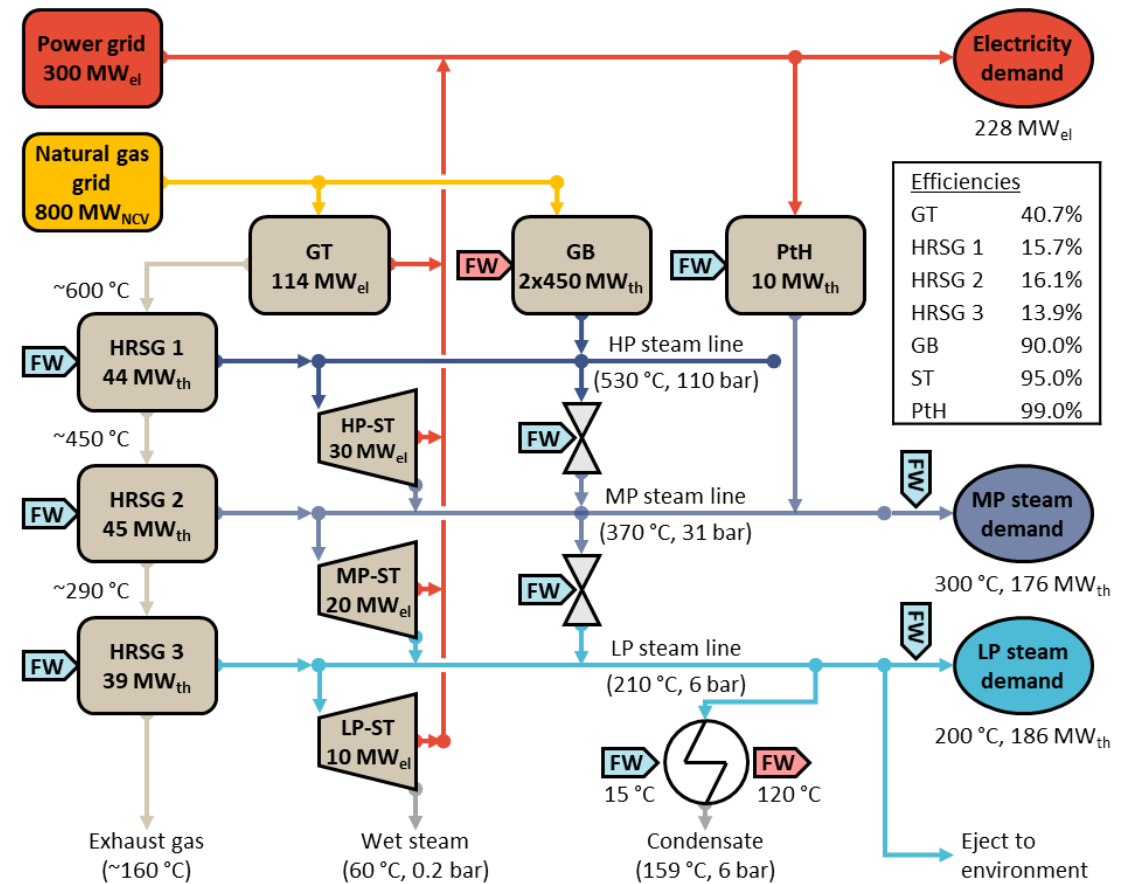 Power grid
300 MWel
Electricity
demand
228 MWel
Natural gas
grid
800 MWNCV
Efficiencies
GT 40.7%
HRSG 1 15.7%
HRSG 2 16.1%
HRSG 3 13.9%
GB 90.0%
ST 95.0%
PtH 99.0%
GT
114 MWel
FW
GB
2x450 MWth
FW
PtH
10 MWth
~600 °C
FW
HRSG 1
44 MWth
HP steam line
(530 °C, 110 bar)
HP-ST
30 MWel
FW
~450 °C
FW
HRSG 2
45 MWth
MP steam line
(370 °C, 31 bar)
FW
MP steam
demand
300 °C, 176 MWth
MP-ST
20 MWel
FW
~290 °C
FW
HRSG 3
39 MWth
LP steam line
(210 °C, 6 bar)
FW
LP steam
demand
200 °C, 186 MWth
LP-ST
10 MWel
FW
15 °C
FW
120 °C
Exhaust gas
(~160 °C)
Wet steam
(60 °C, 0.2 bar)
Condensate
(159 °C, 6 bar)
Eject to
environment